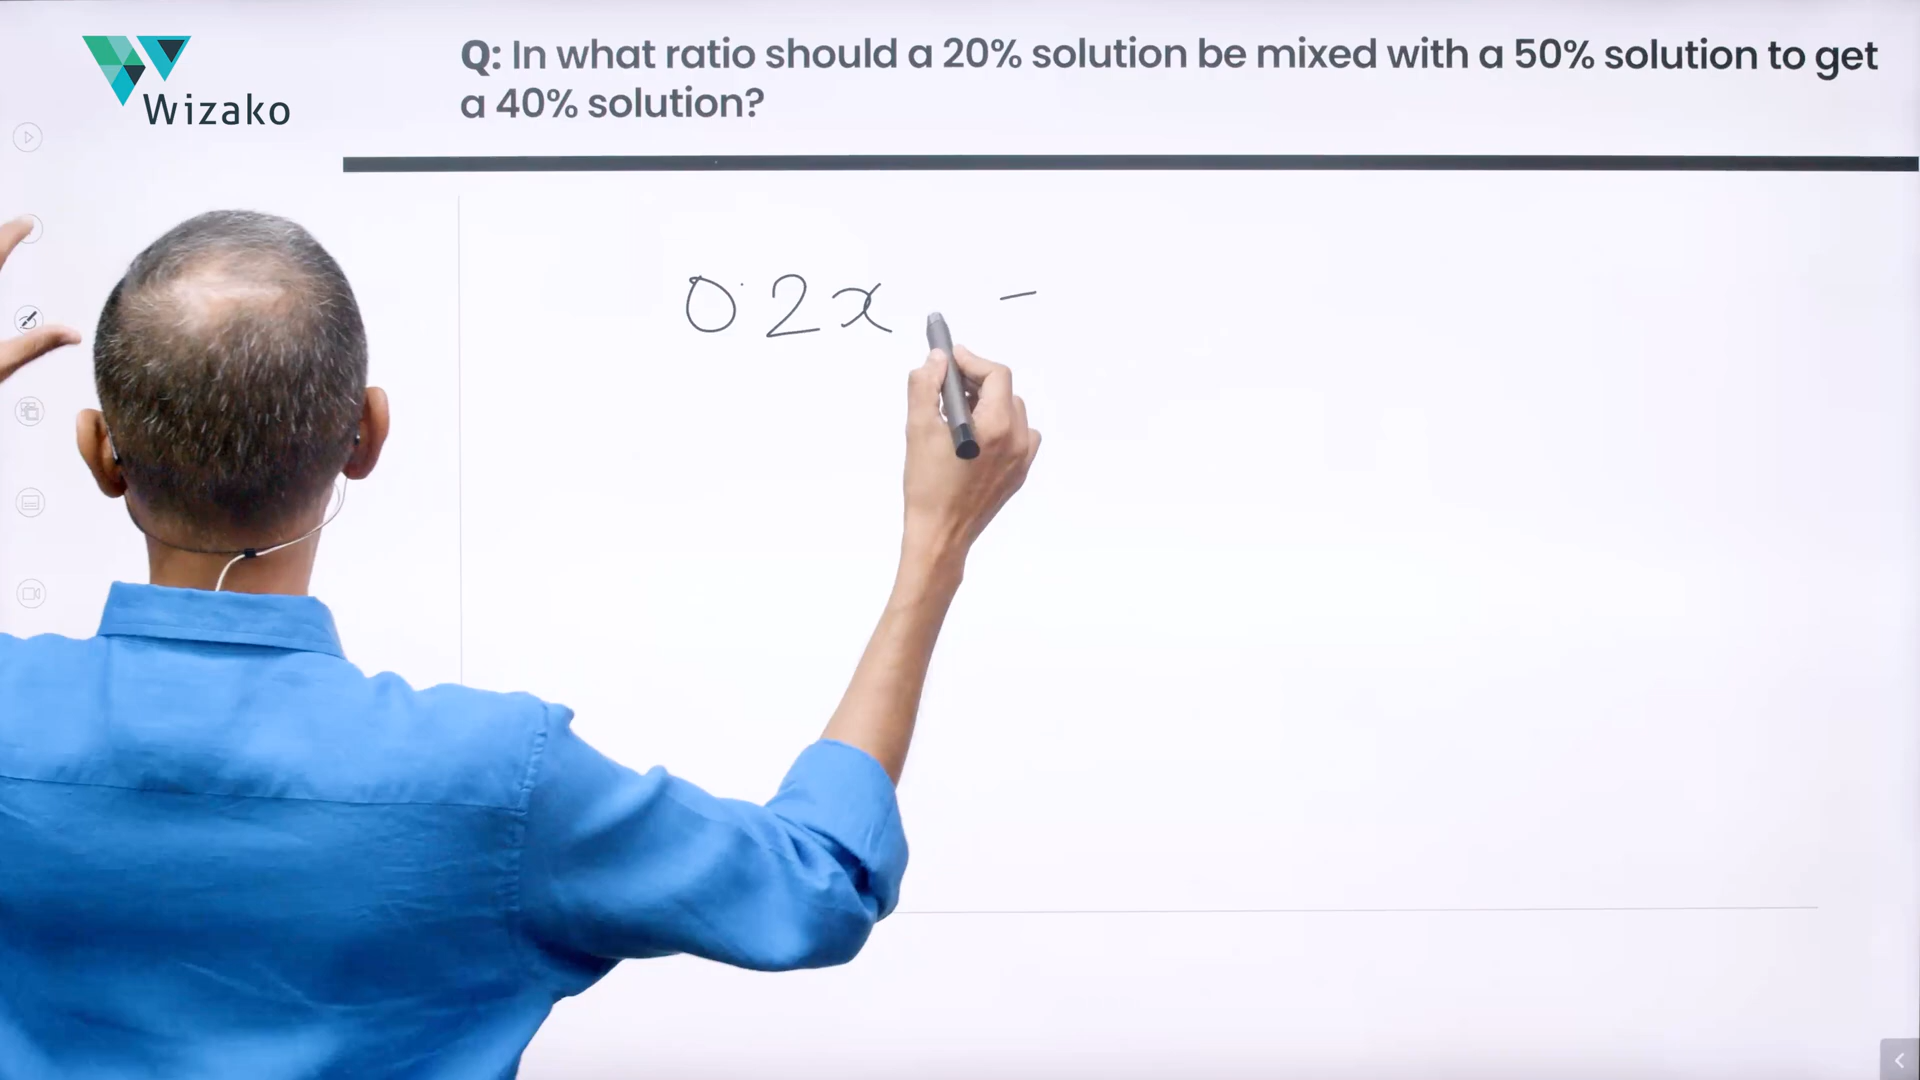 Wizako
Q: In what ratio should a 20% solution be mixed with a 50% solution to get
a 40% solution?
0.2x -